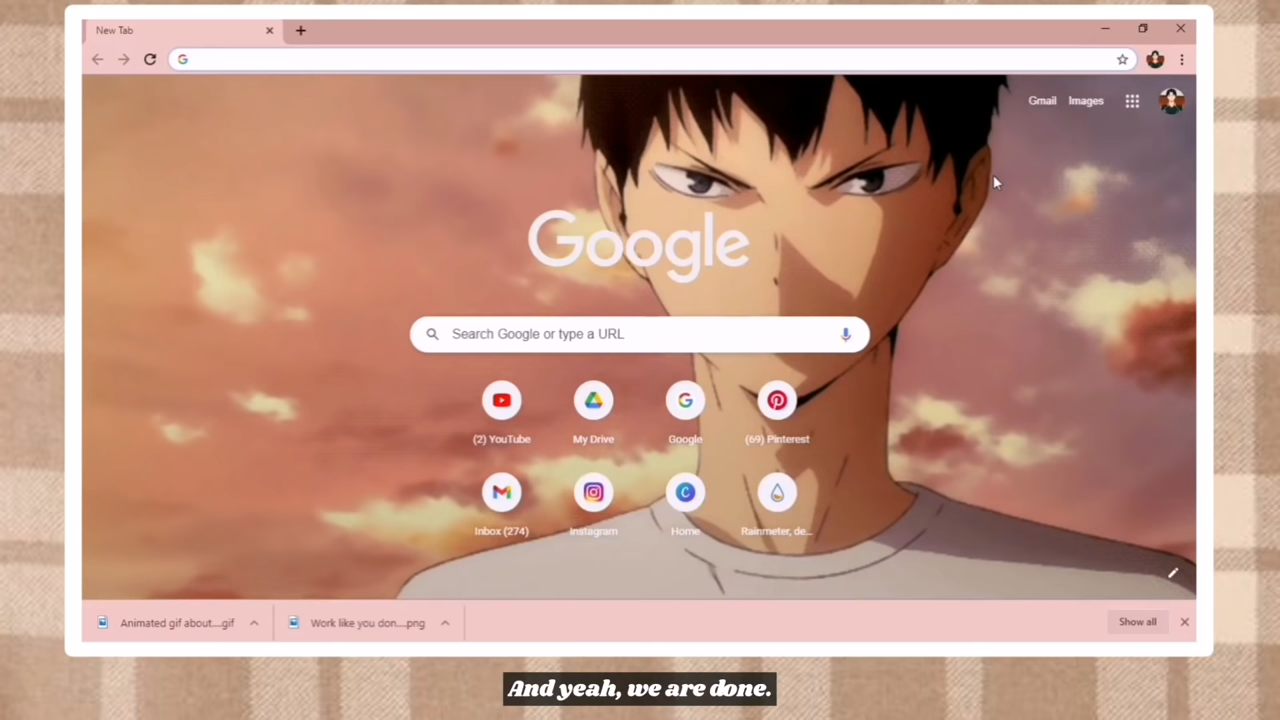 New Tab
Gmail Images
Google
Search Google or type a URL
(2) YouTube
My Drive
Google
(69) Pinterest
Inbox (274)
Instagram
Home
Rainmeter, de...
Animated gif about....gif
Work like you don....png
Show all
And yeah, we are done.